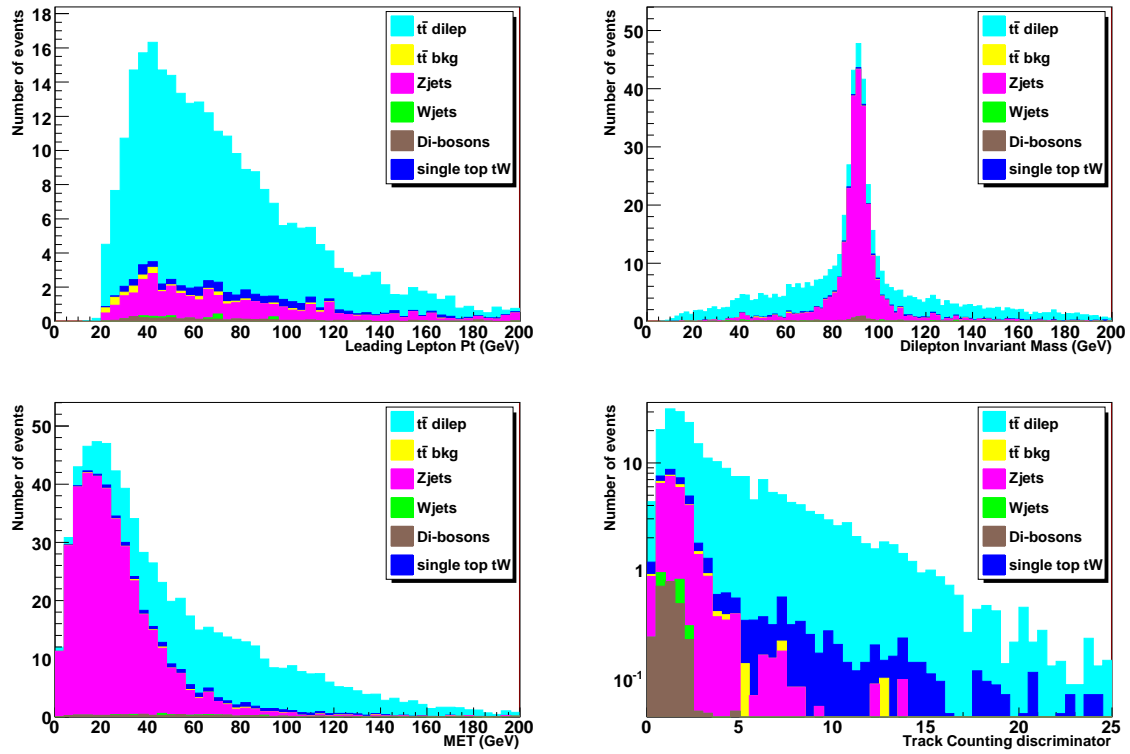 Number of events
18
16
14
12
10
8
6
4
2
0
0 20 40 60 80 100 120 140 160 180 200
Leading Lepton Pt (GeV)
tt̄ dilep
tt̄ bkg
Zjets
Wjets
Di-bosons
single top tW
Number of events
50
40
30
20
10
0
0 20 40 60 80 100 120 140 160 180 200
Dilepton Invariant Mass (GeV)
tt̄ dilep
tt̄ bkg
Zjets
Wjets
Di-bosons
single top tW
Number of events
50
40
30
20
10
0
0 20 40 60 80 100 120 140 160 180 200
MET (GeV)
tt̄ dilep
tt̄ bkg
Zjets
Wjets
Di-bosons
single top tW
Number of events
10
1
10⁻¹
0 5 10 15 20 25
Track Counting discriminator
tt̄ dilep
tt̄ bkg
Zjets
Wjets
Di-bosons
single top tW